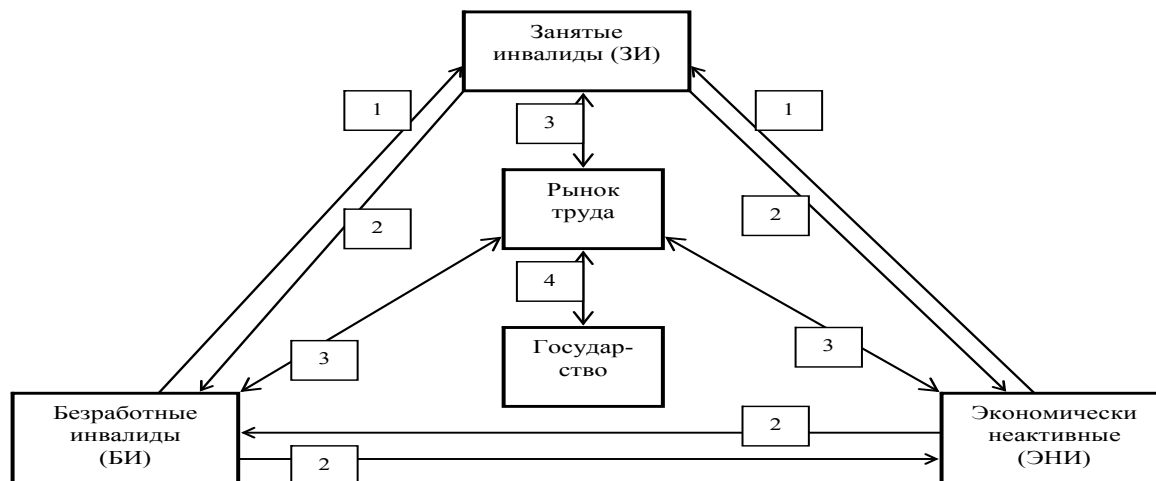 Занятые
инвалиды (ЗИ)
1
1
3
Рынок
труда
2
2
4
Государ-
ство
3
3
Безработные
инвалиды
(БИ)
2
2
Экономически
неактивные
(ЭНИ)